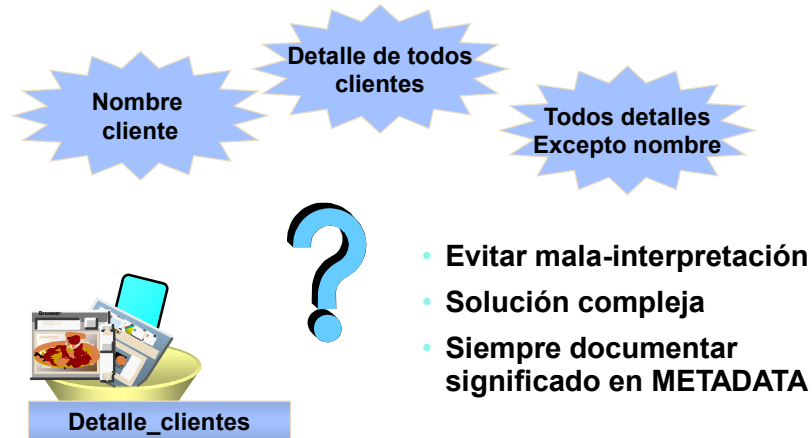 Detalle de todos
clientes
Nombre
cliente
Todos detalles
Excepto nombre
• Evitar mala-interpretación
• Solución compleja
• Siempre documentar
significado en METADATA
Browser:
Detalle_clientes